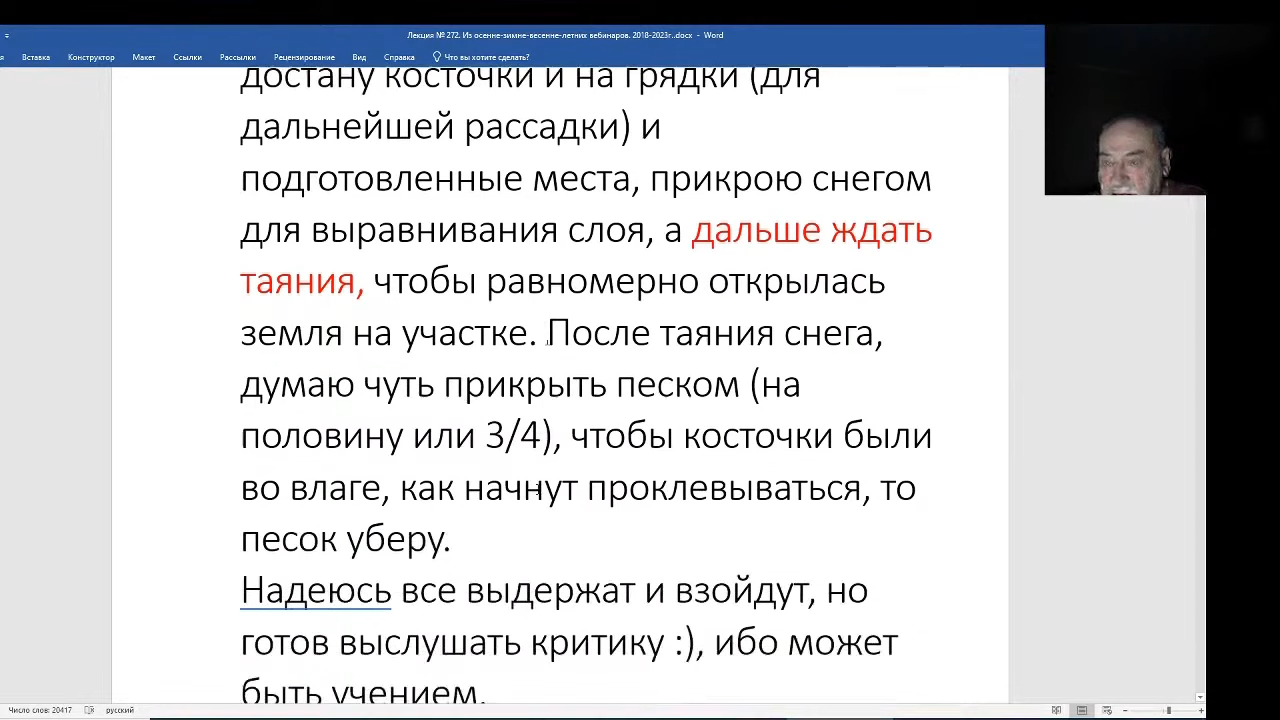 Лекция № 272. Из осенне-зимне-весенне-летних вебинаров. 2018-2023г..docx - Word
Вставка Конструктор Макет Ссылки Рассылки Рецензирование Вид Справка Что вы хотите сделать?
достану косточки и на грядки (для
дальнейшей рассадки) и
подготовленные места, прикрою снегом
для выравнивания слоя, а дальше ждать
таяния, чтобы равномерно открылась
земля на участке. После таяния снега,
думаю чуть прикрыть песком (на
половину или 3/4), чтобы косточки были
во влаге, как начнут проклевываться, то
песок уберу.
Надеюсь все выдержат и взойдут, но
готов выслушать критику :), ибо может
быть учением.
Число слов: 20417 русский